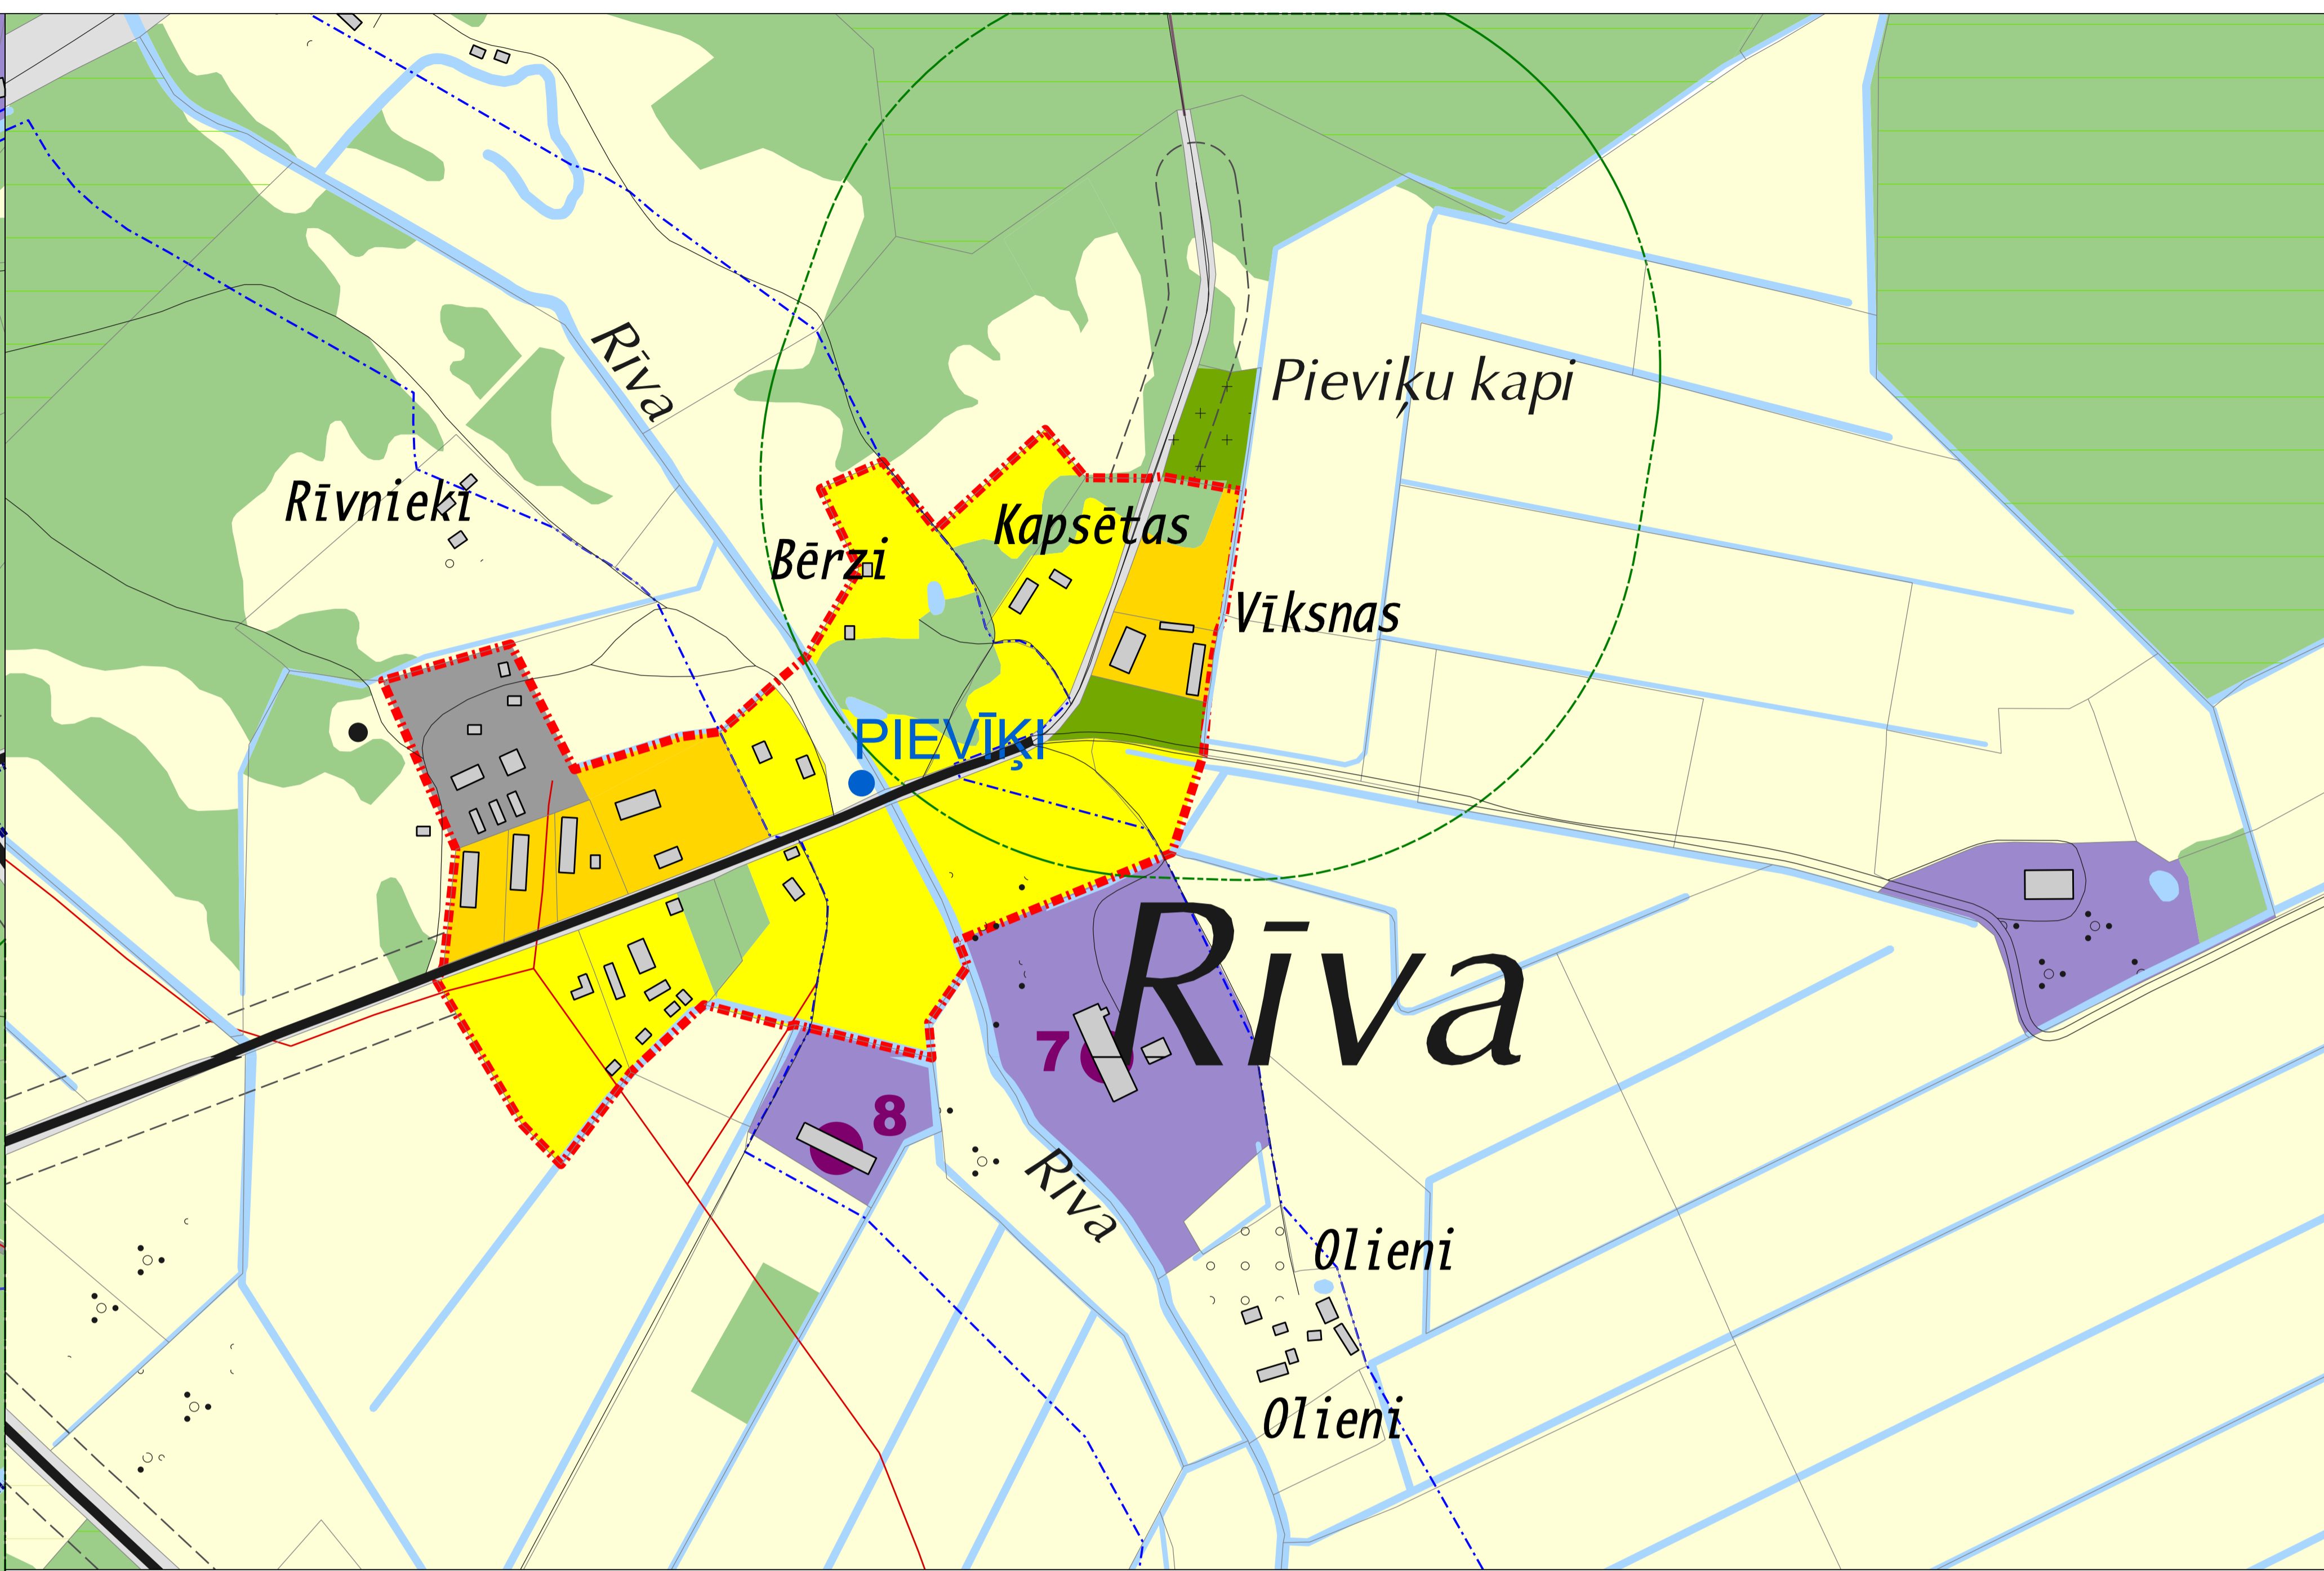 Rīva
Pieviķu kapi
Rīvnieki
Kapsētas
Bērzi
Vīksnas
PIEVĪĶI
Rīva
7
8
Rīva
Olieni
Olieni